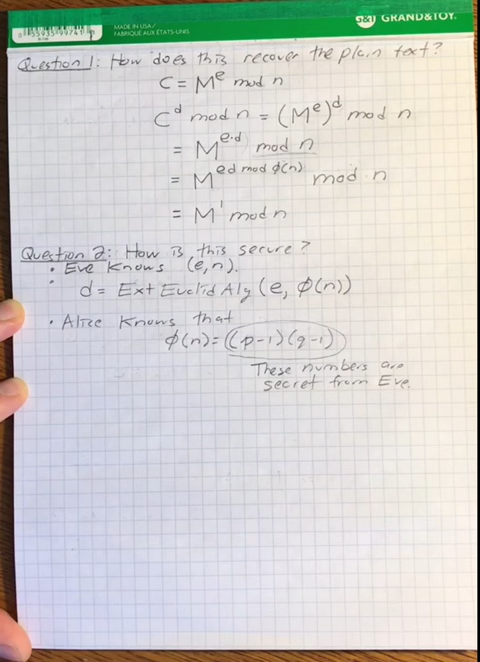 MADE IN USA/
FABRIQUÉ AUX ÉTATS-UNIS
G&T GRAND&TOY.
Question 1: How does this recover the plain text?
C = M^e mod n
C^d mod n = (M^e)^d mod n
= M^e·d mod n
= M^ed mod φ(n) mod n
= M^1 mod n
Question 2: How is this secure?
• Eve knows (e,n).
• d = Ext Euclid Alg (e, φ(n))
• Alice knows that
φ(n) = (p-1)(q-1)
These numbers are
secret from Eve.